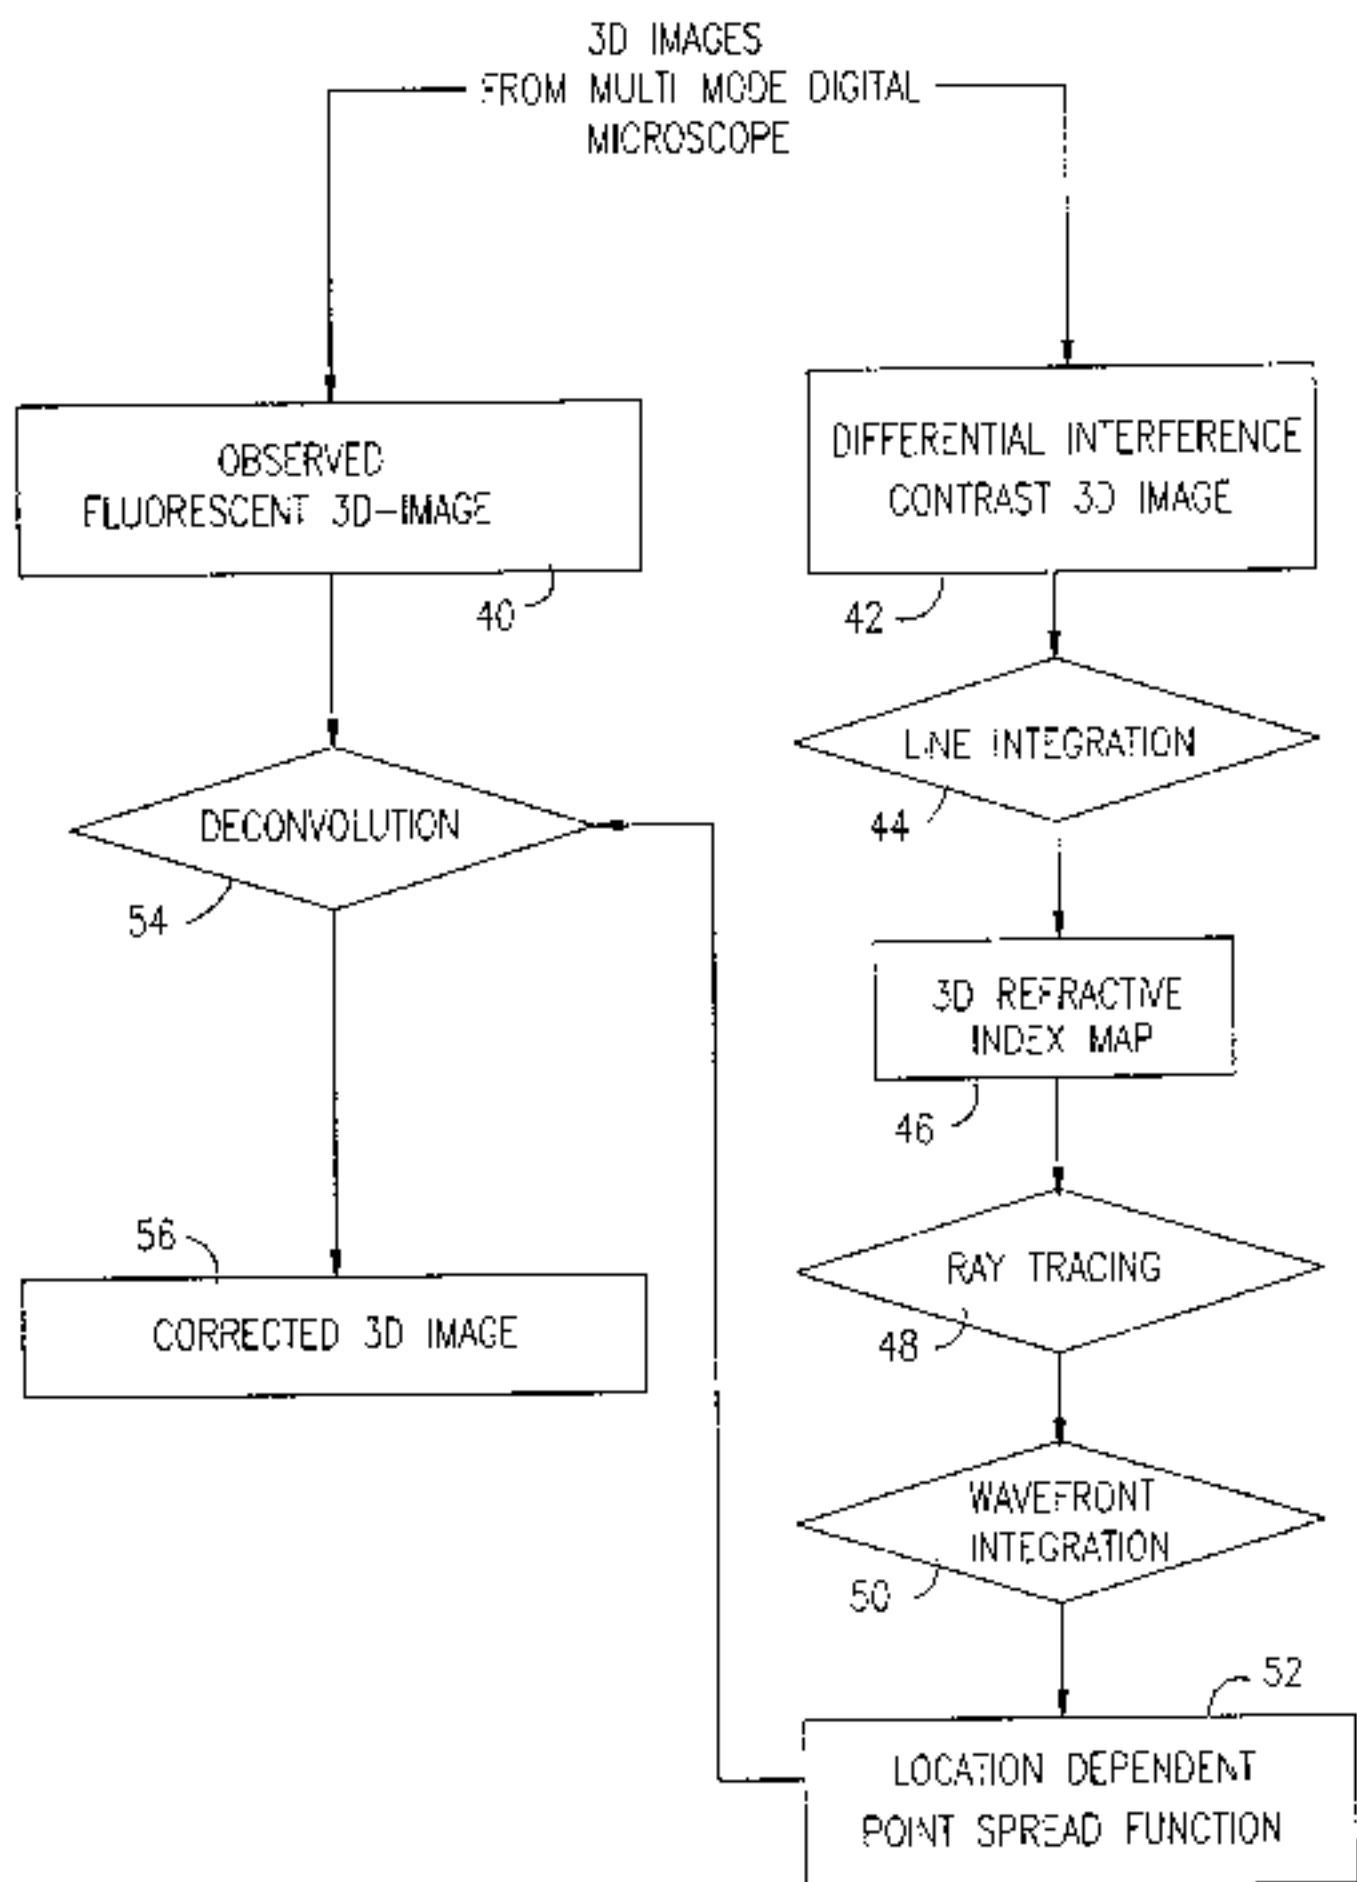 3D IMAGES
FROM MULTI MODE DIGITAL
MICROSCOPE
OBSERVED
FLUORESCENT 3D-IMAGE
40
DIFFERENTIAL INTERFERENCE
CONTRAST 3D IMAGE
42
LINE INTEGRATION
44
DECONVOLUTION
54
3D REFRACTIVE
INDEX MAP
46
56
CORRECTED 3D IMAGE
RAY TRACING
48
WAVEFRONT
INTEGRATION
50
52
LOCATION DEPENDENT
POINT SPREAD FUNCTION